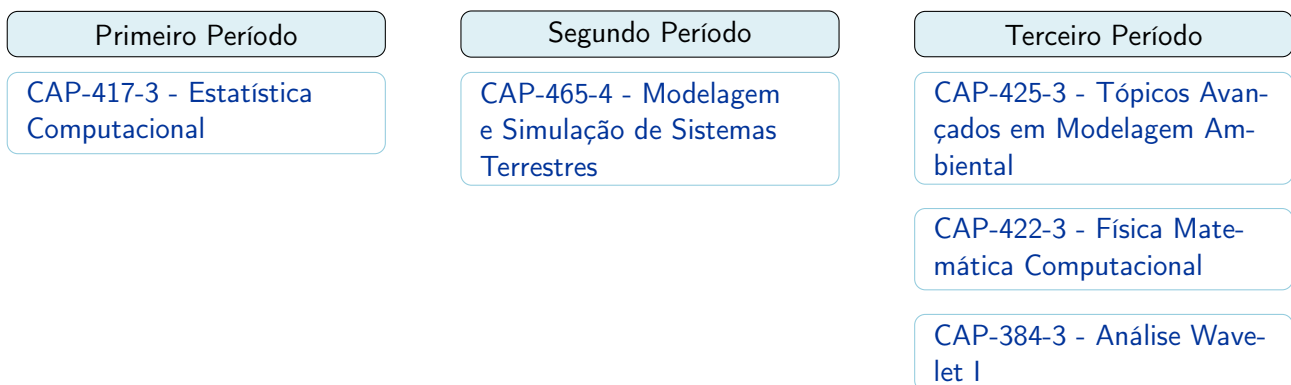 Primeiro Período
CAP-417-3 - Estatística
Computacional
Segundo Período
CAP-465-4 - Modelagem
e Simulação de Sistemas
Terrestres
Terceiro Período
CAP-425-3 - Tópicos Avan-
çados em Modelagem Am-
biental
CAP-422-3 - Física Mate-
mática Computacional
CAP-384-3 - Análise Wave-
let I